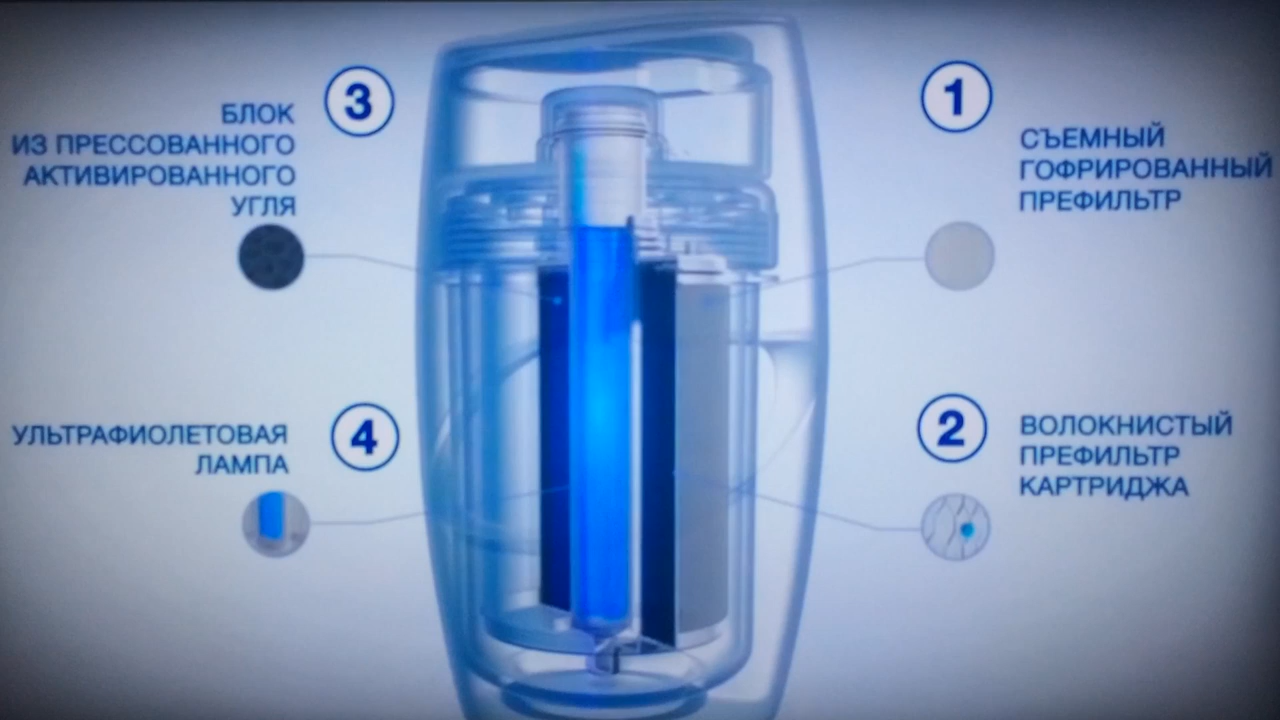 3
БЛОК
ИЗ ПРЕССОВАННОГО
АКТИВИРОВАННОГО
УГЛЯ
1
СЪЕМНЫЙ
ГОФРИРОВАННЫЙ
ПРЕФИЛЬТР
4
УЛЬТРАФИОЛЕТОВАЯ
ЛАМПА
2
ВОЛОКНИСТЫЙ
ПРЕФИЛЬТР
КАРТРИДЖА